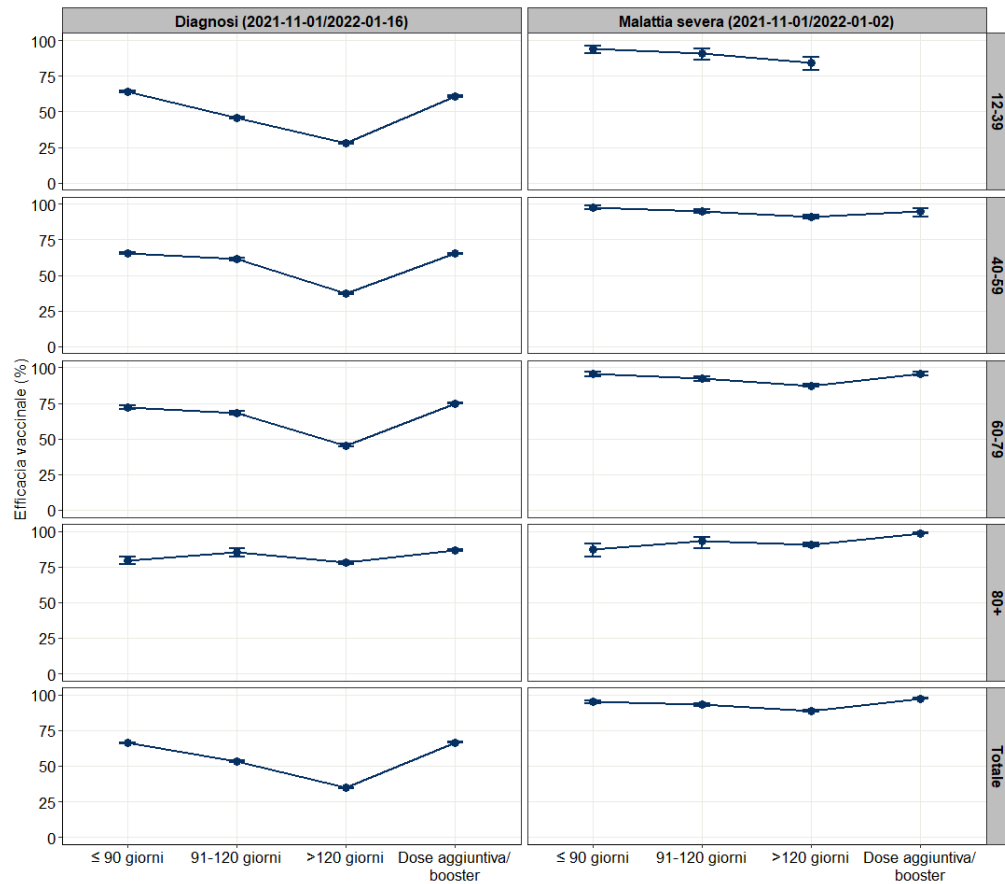 Diagnosi (2021-11-01/2022-01-16)
Malattia severa (2021-11-01/2022-01-02)
Efficacia vaccinale (%)
100
75
50
25
0
12-39
100
75
50
25
0
40-59
100
75
50
25
0
60-79
100
75
50
25
0
80+
100
75
50
25
0
Totale
≤ 90 giorni
91-120 giorni
>120 giorni
Dose aggiuntiva/
booster
≤ 90 giorni
91-120 giorni
>120 giorni
Dose aggiuntiva/
booster